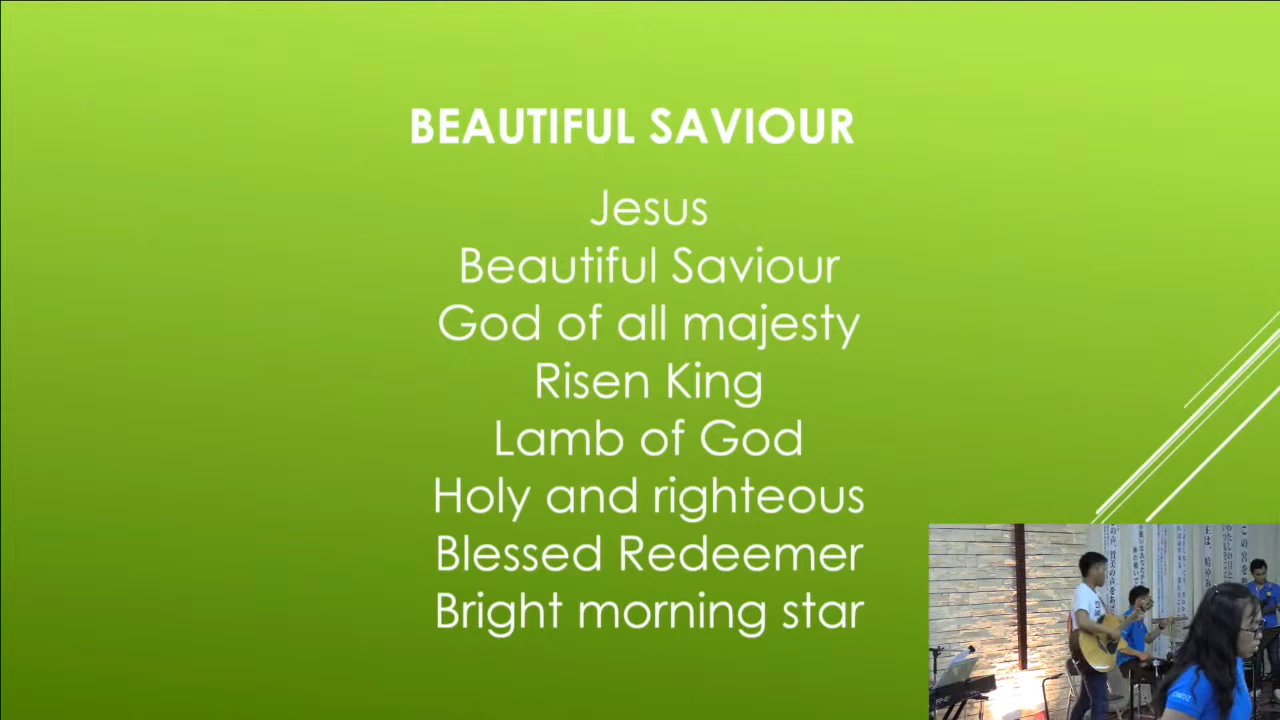 BEAUTIFUL SAVIOUR
Jesus
Beautiful Saviour
God of all majesty
Risen King
Lamb of God
Holy and righteous
Blessed Redeemer
Bright morning star